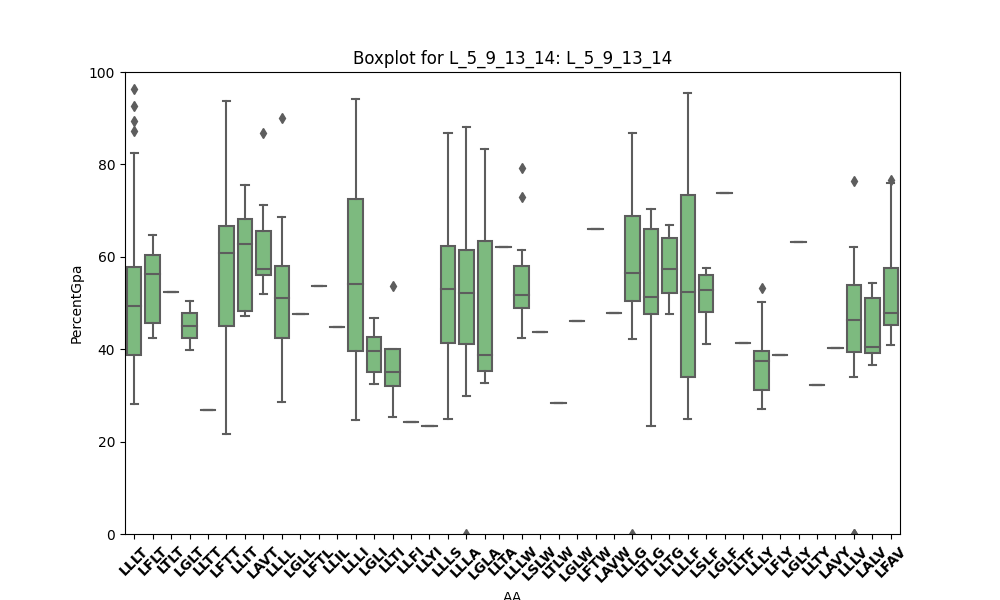 Boxplot for L_5_9_13_14: L_5_9_13_14
PercentGpa
100
80
60
40
20
0
LLLT LFLT LTLT LGLT LLTT LFTT LLIT LAVT LLLL LGLL LFTL LLIL LLLI LGLI LLTI LLFI LLYI LLLS LLLA LGLA LLTA LLLW LSLW LTLW LGLW LFTW LAVW LLLG LTLG LLTG LLLF LSLF LGLF LLTF LLLY LFLY LGLY LLTY LAVY LLLV LALV LFAV
AA